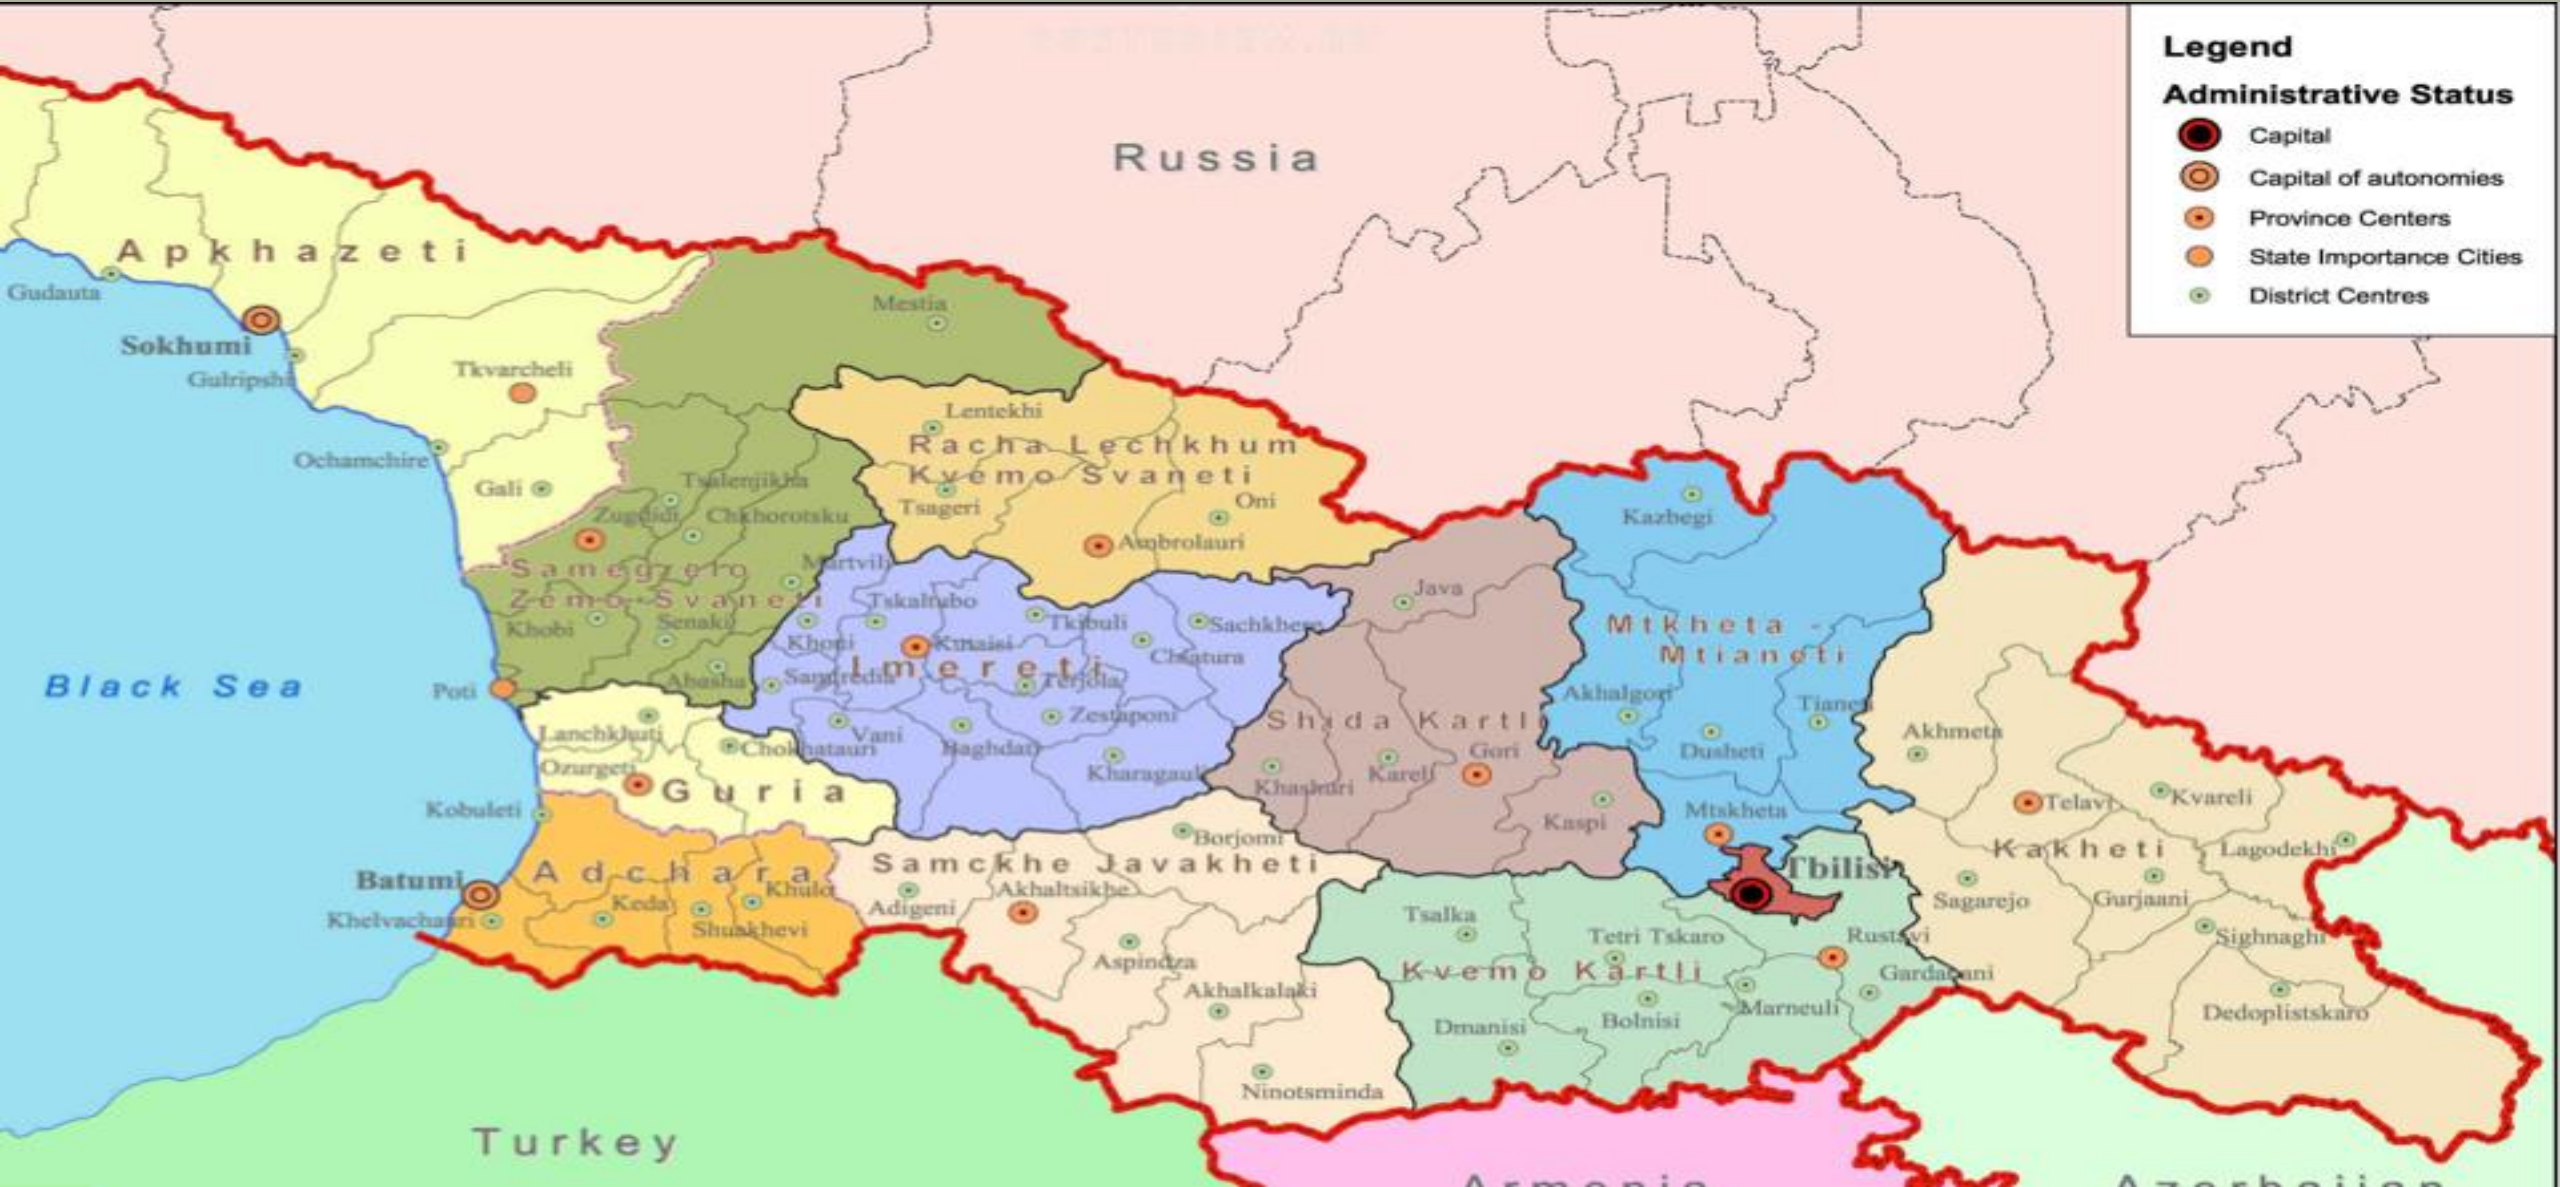 Legend
Administrative Status
Capital
Capital of autonomies
Province Centers
State Importance Cities
District Centres
Russia
Apkhazeti
Gudauta
Sokhumi
Gulripshi
Tkvarcheli
Ochamchire
Gali
Mestia
Lentekhi
Racha Lechkhum
Kvemo Svaneti
Tsageri
Oni
Ambrolauri
Tsalenjikha
Zugdidi
Chkhorotsku
Samegrelo
Zemo Svaneti
Martvili
Khobi
Senaki
Abasha
Poti
Black Sea
Tskaltubo
Khoni
Kutaisi
Tkibuli
Sachkhere
Chiatura
Imereti
Samtredia
Terjola
Vani
Baghdati
Zestaponi
Kharagauli
Lanchkhuti
Chokhatauri
Ozurgeti
Guria
Kobuleti
Batumi
Adchara
Khelvachauri
Keda
Khulo
Shuakhevi
Java
Shida Kartli
Khashuri
Kareli
Gori
Kaspi
Kazbegi
Mtkheta -
Mtianeti
Akhalgori
Tianeti
Dusheti
Mtskheta
Tbilisi
Borjomi
Samckhe Javakheti
Adigeni
Akhaltsikhe
Aspindza
Akhalkalaki
Ninotsminda
Tsalka
Tetri Tskaro
Rustavi
Kvemo Kartli
Gardabani
Marneuli
Bolnisi
Dmanisi
Akhmeta
Telavi
Kvareli
Kakheti
Lagodekhi
Sagarejo
Gurjaani
Sighnaghi
Dedoplistskaro
Turkey
Armenia
Azerbaijan